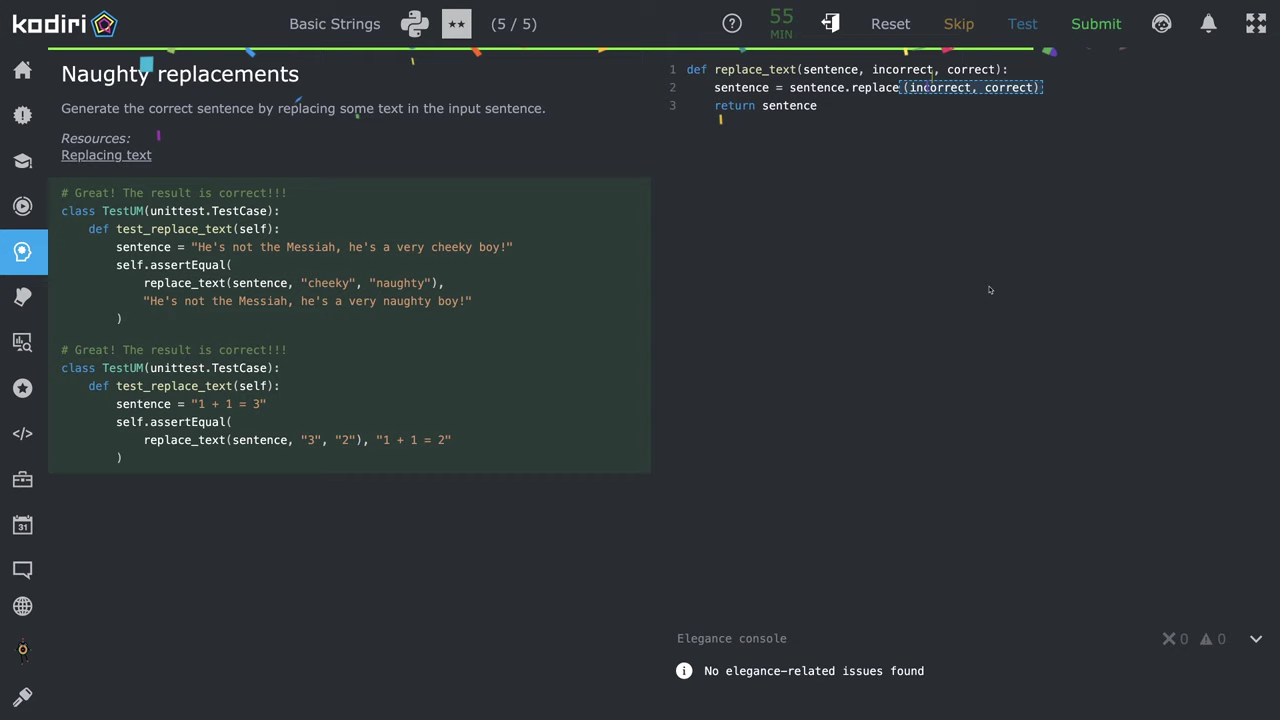 kodiri
Basic Strings
★★
(5 / 5)
?
55
MIN
Reset
Skip
Test
Submit
Naughty replacements
Generate the correct sentence by replacing some text in the input sentence.
Resources:
Replacing text
# Great! The result is correct!!!
class TestUM(unittest.TestCase):
def test_replace_text(self):
sentence = "He's not the Messiah, he's a very cheeky boy!"
self.assertEqual(
replace_text(sentence, "cheeky", "naughty"),
"He's not the Messiah, he's a very naughty boy!"
)
# Great! The result is correct!!!
class TestUM(unittest.TestCase):
def test_replace_text(self):
sentence = "1 + 1 = 3"
self.assertEqual(
replace_text(sentence, "3", "2"), "1 + 1 = 2"
)
31
1 def replace_text(sentence, incorrect, correct):
2 sentence = sentence.replace(incorrect, correct)
3 return sentence
Elegance console
0
0
No elegance-related issues found